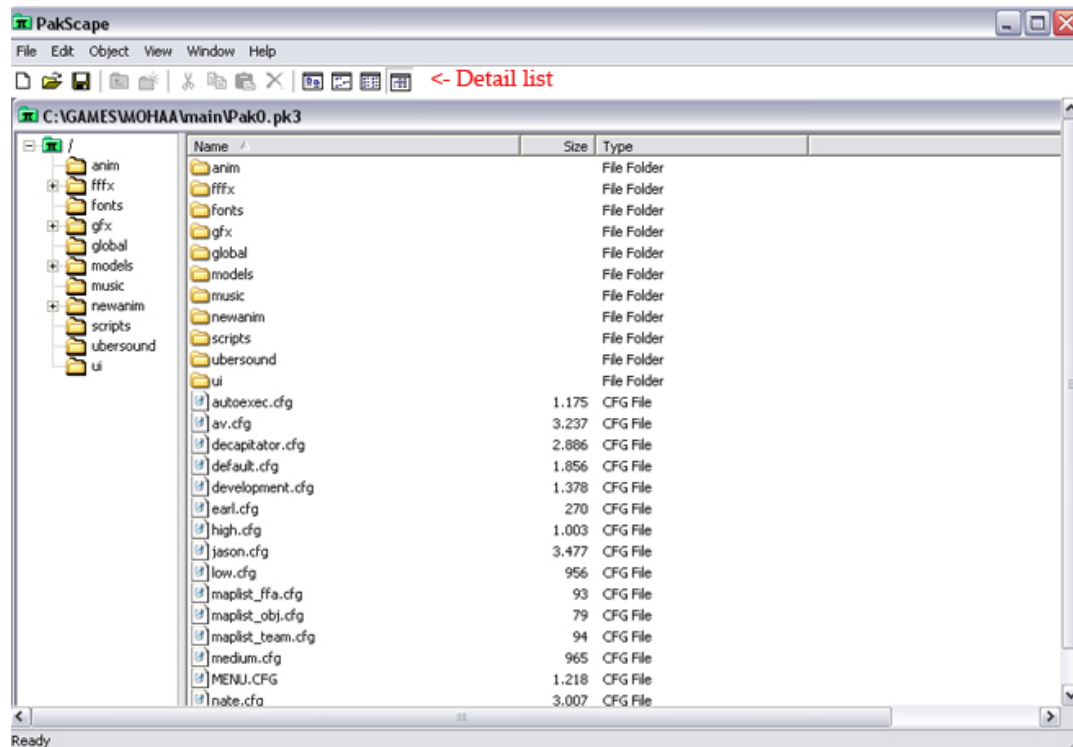 PakScape
File Edit Object View Window Help
<- Detail list
C:\GAMES\MOHAA\main\Pak0.pk3
/
anim
fffx
fonts
gfx
global
models
music
newanim
scripts
ubersound
ui
Name Size Type
anim File Folder
fffx File Folder
fonts File Folder
gfx File Folder
global File Folder
models File Folder
music File Folder
newanim File Folder
scripts File Folder
ubersound File Folder
ui File Folder
autoexec.cfg 1.175 CFG File
av.cfg 3.237 CFG File
decapitator.cfg 2.886 CFG File
default.cfg 1.856 CFG File
development.cfg 1.378 CFG File
earl.cfg 270 CFG File
high.cfg 1.003 CFG File
jason.cfg 3.477 CFG File
low.cfg 956 CFG File
maplist_ffa.cfg 93 CFG File
maplist_obj.cfg 79 CFG File
maplist_team.cfg 94 CFG File
medium.cfg 965 CFG File
MENU.CFG 1.218 CFG File
nate.cfg 3.007 CFG File
Ready